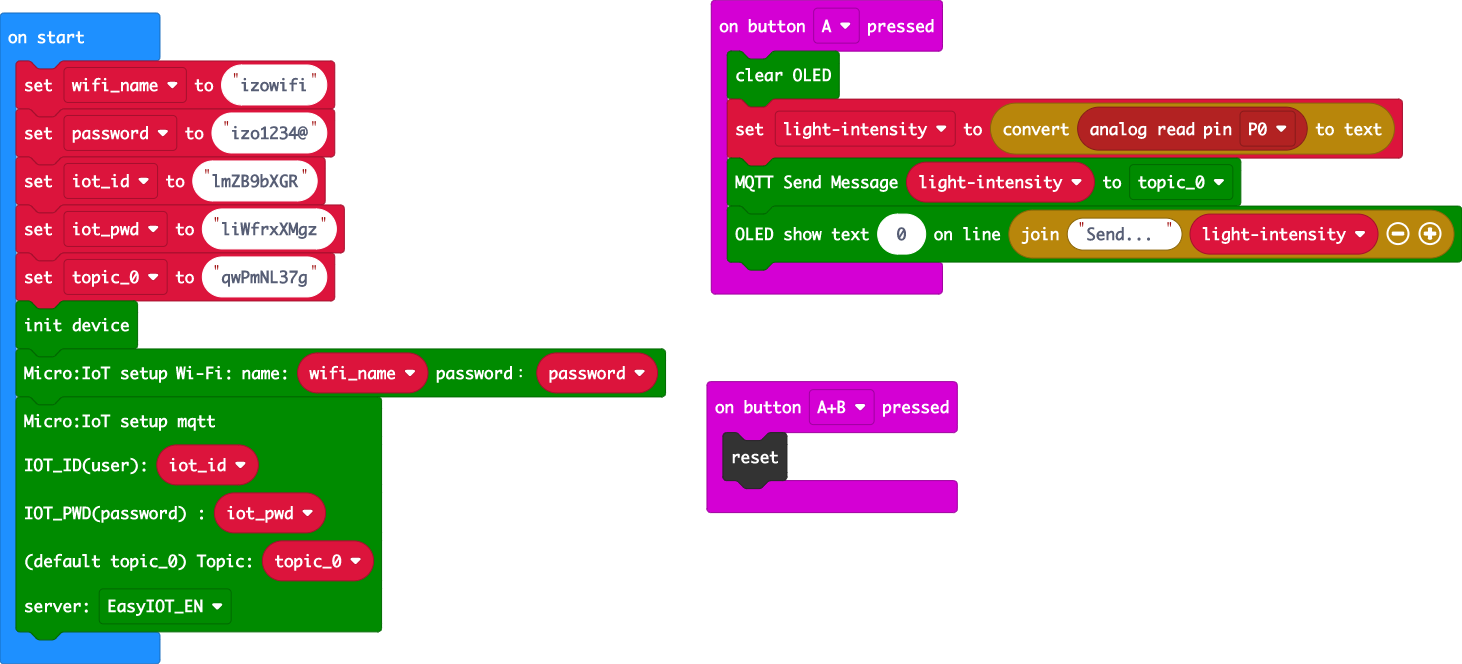 on start
set wifi_name to "izowifi"
set password to "izo1234@"
set iot_id to "lmZB9bXGR"
set iot_pwd to "liWfrxXMgz"
set topic_0 to "qwPmNL37g"
init device
Micro:IoT setup Wi-Fi: name: wifi_name password: password
Micro:IoT setup mqtt
IOT_ID(user): iot_id
IOT_PWD(password) : iot_pwd
(default topic_0) Topic: topic_0
server: EasyIOT_EN
on button A pressed
clear OLED
set light-intensity to convert analog read pin P0 to text
MQTT Send Message light-intensity to topic_0
OLED show text 0 on line join "Send... " light-intensity
on button A+B pressed
reset